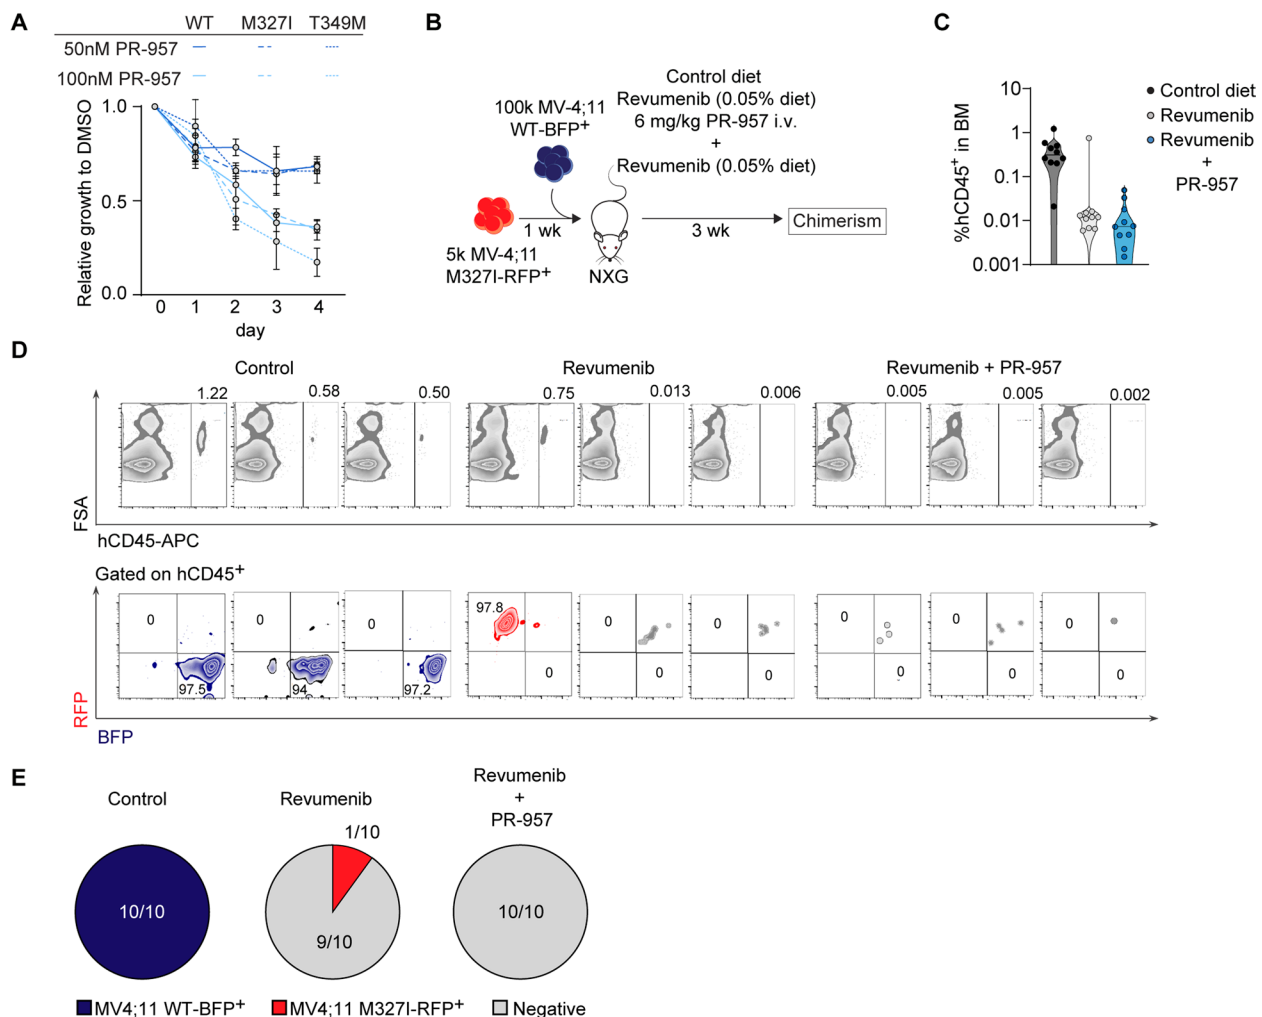 A
WT M327I T349M
50nM PR-957
100nM PR-957
Relative growth to DMSO
1.0
0.5
0.0
0 1 2 3 4
day
B
100k MV-4;11
WT-BFP+
5k MV-4;11
M327I-RFP+
1 wk
NXG
Control diet
Revumenib (0.05% diet)
6 mg/kg PR-957 i.v.
+
Revumenib (0.05% diet)
3 wk
Chimerism
C
%hCD45+ in BM
10
1
0.1
0.01
0.001
Control diet
Revumenib
Revumenib
+
PR-957
D
Control Revumenib Revumenib + PR-957
1.22 0.58 0.50 0.75 0.013 0.006 0.005 0.005 0.002
FSA
hCD45-APC
Gated on hCD45+
0 0 0 97.8 0 0 0 0 0
97.5 94 97.2 0 0 0 0 0 0
RFP
BFP
E
Control
10/10
Revumenib
1/10
9/10
Revumenib
+
PR-957
10/10
MV4;11 WT-BFP+ MV4;11 M327I-RFP+ Negative